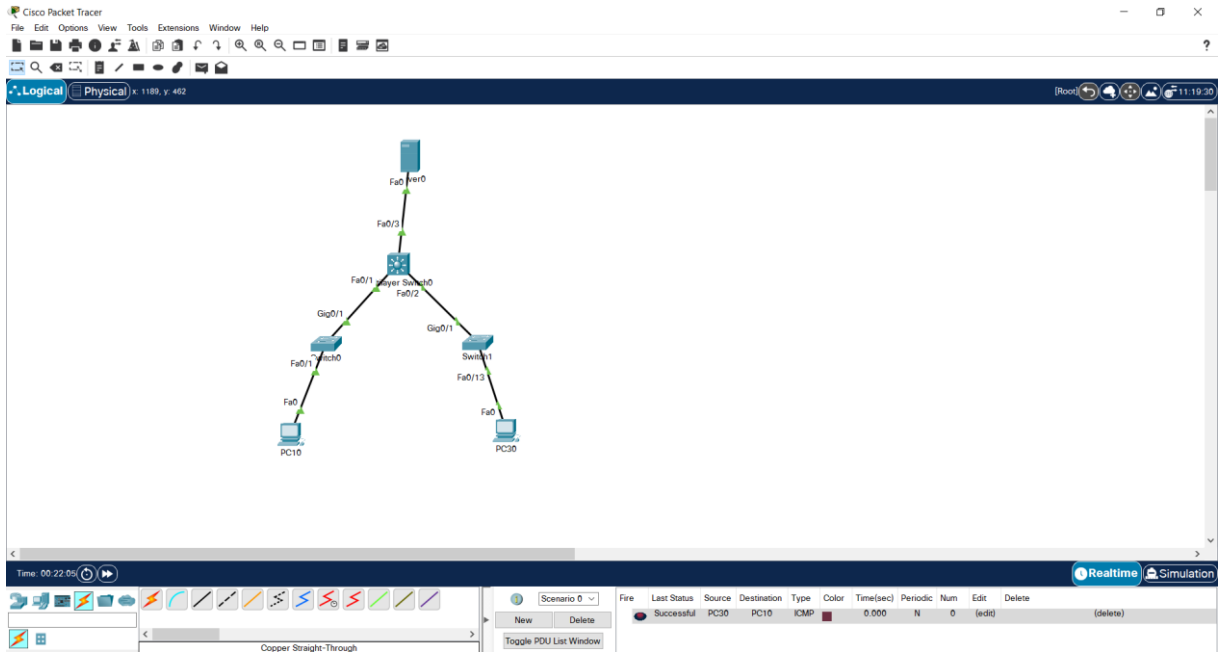 Cisco Packet Tracer
File Edit Options View Tools Extensions Window Help
?
Logical Physical x: 1189, y: 462 [Root] 11:19:30
Fa0 ver0
Fa0/3
Fa0/1 player Switch0
Fa0/2
Gig0/1
Gig0/1
Fa0/1 witch0
Switch1
Fa0/13
Fa0
Fa0
PC10
PC30
Time: 00:22:05 Realtime Simulation
Scenario 0 Fire Last Status Source Destination Type Color Time(sec) Periodic Num Edit Delete
New Delete Successful PC30 PC10 ICMP 0.000 N 0 (edit) (delete)
Toggle PDU List Window
Copper Straight-Through